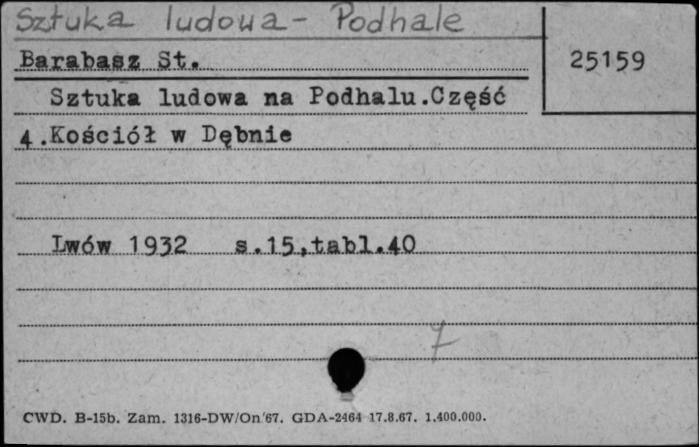 Sztuka ludowa - Podhale
Barabasz St.
25159
Sztuka ludowa na Podhalu.Część
4.Kościół w Dębnie
Lwów 1932 s.15,tabl.40
7
CWD. B-15b. Zam. 1316-DW/On/67. GDA-2464 17.8.67. 1.400.000.